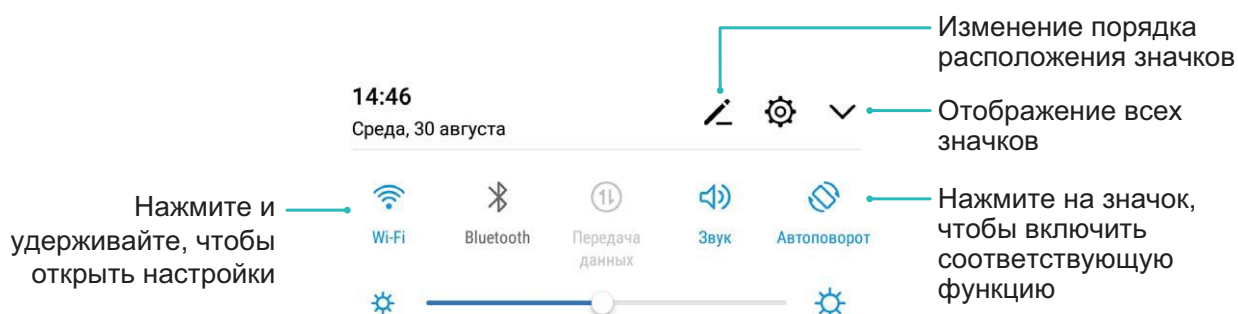 Изменение порядка
расположения значков
14:46
Среда, 30 августа
Отображение всех
значков
Нажмите и
удерживайте, чтобы
открыть настройки
Wi-Fi
Bluetooth
Передача
данных
Звук
Автоповорот
Нажмите на значок,
чтобы включить
соответствующую
функцию